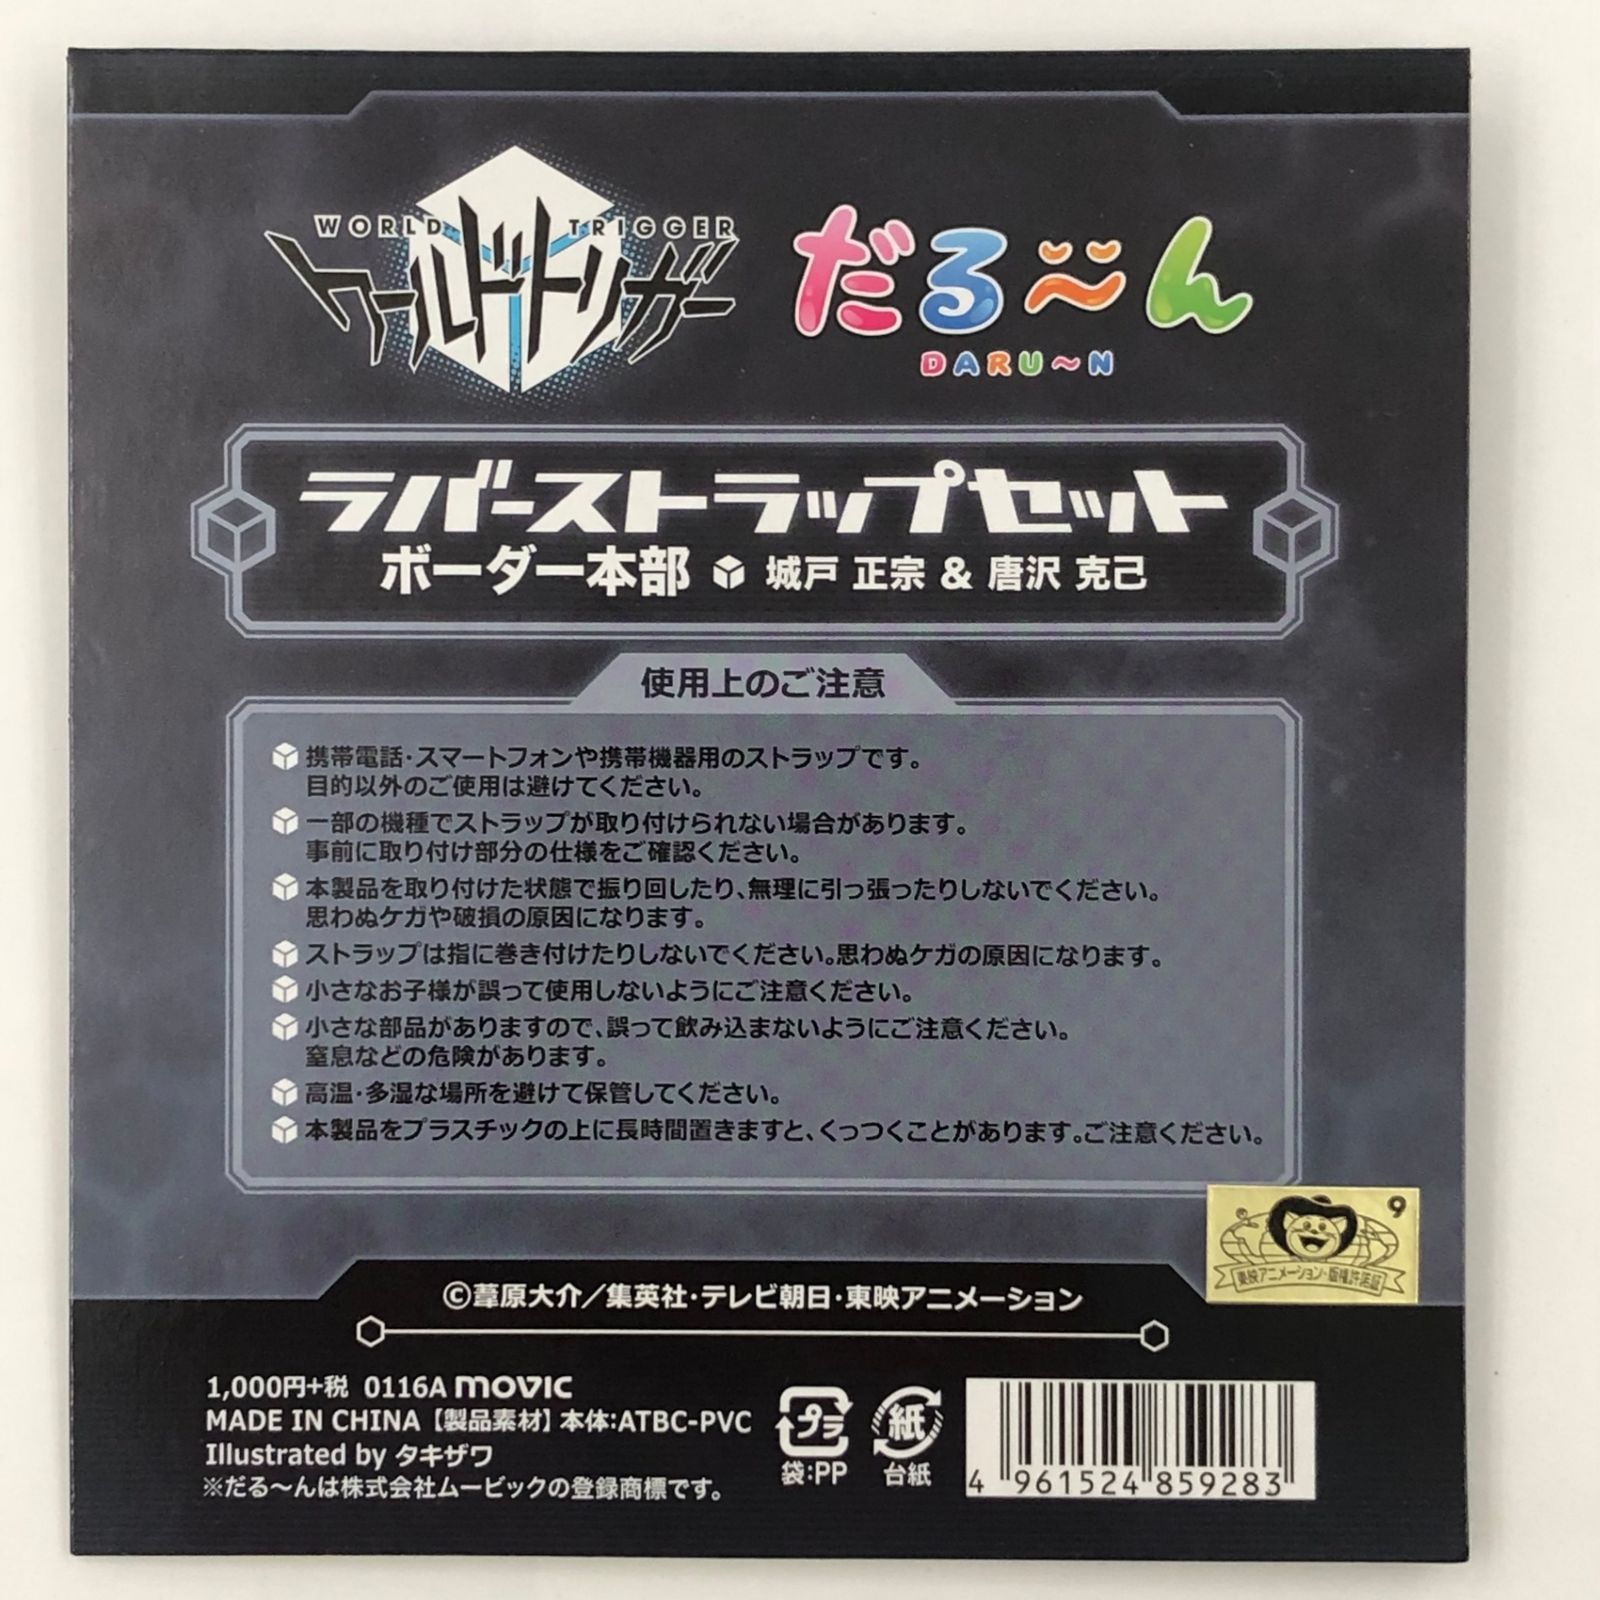 WORLD TRIGGER
ワールドトリガー
だる〜ん
DARU〜N
ラバーストラップセット
ボーダー本部 城戸 正宗 & 唐沢 克己
使用上のご注意
携帯電話・スマートフォンや携帯機器用のストラップです。
目的以外のご使用は避けてください。
一部の機種でストラップが取り付けられない場合があります。
事前に取り付け部分の仕様をご確認ください。
本製品を取り付けた状態で振り回したり、無理に引っ張ったりしないでください。
思わぬケガや破損の原因になります。
ストラップは指に巻き付けたりしないでください。思わぬケガの原因になります。
小さなお子様が誤って使用しないようにご注意ください。
小さな部品がありますので、誤って飲み込まないようにご注意ください。
窒息などの危険があります。
高温・多湿な場所を避けて保管してください。
本製品をプラスチックの上に長時間置きますと、くっつくことがあります。ご注意ください。
9
東映アニメーション・版権許諾証
©葦原大介／集英社・テレビ朝日・東映アニメーション
1,000円+税 0116A movic
MADE IN CHINA 【製品素材】本体:ATBC-PVC
Illustrated by タキザワ
※だる〜んは株式会社ムービックの登録商標です。
プラ
袋:PP
紙
台紙
4 961524 859283